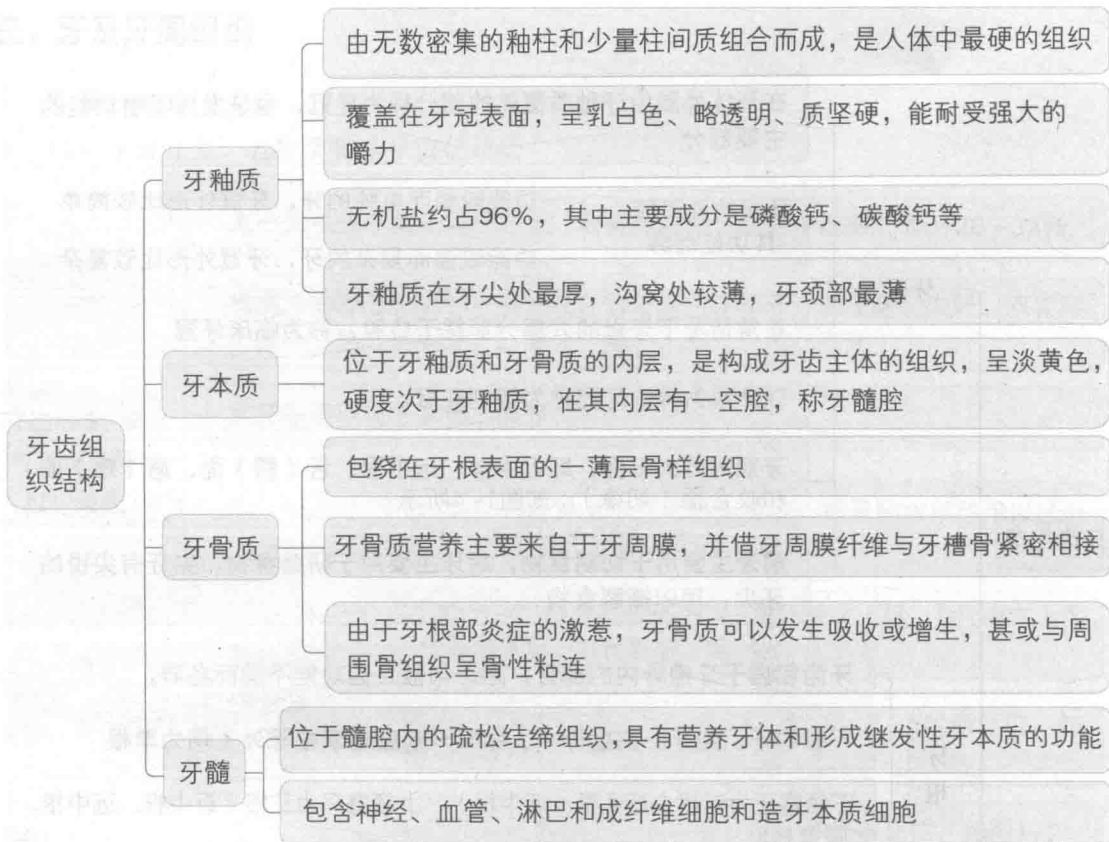 由无数密集的釉柱和少量柱间质组合而成，是人体中最硬的组织
覆盖在牙冠表面，呈乳白色、略透明、质坚硬，能耐受强大的
嚼力
牙釉质
无机盐约占96%，其中主要成分是磷酸钙、碳酸钙等
牙釉质在牙尖处最厚，沟窝处较薄，牙颈部最薄
位于牙釉质和牙骨质的内层，是构成牙齿主体的组织，呈淡黄色，
硬度次于牙釉质，在其内层有一空腔，称牙髓腔
牙本质
牙齿组
织结构
包绕在牙根表面的一薄层骨样组织
牙骨质
牙骨质营养主要来自于牙周膜，并借牙周膜纤维与牙槽骨紧密相接
由于牙根部炎症的激惹，牙骨质可以发生吸收或增生，甚或与周
围骨组织呈骨性粘连
位于髓腔内的疏松结缔组织，具有营养牙体和形成继发性牙本质的功能
牙髓
包含神经、血管、淋巴和成纤维细胞和造牙本质细胞